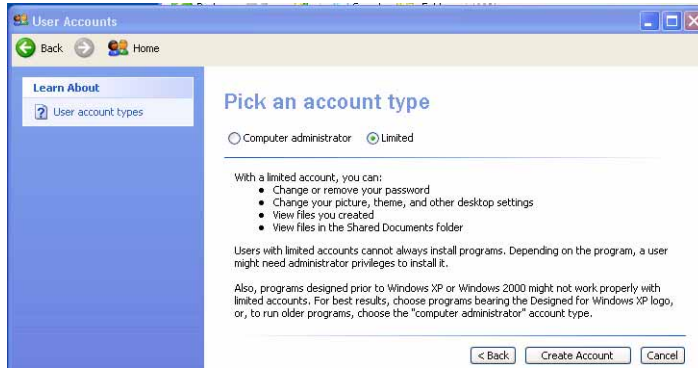 User Accounts
Back Home
Learn About
User account types
Pick an account type
Computer administrator Limited
With a limited account, you can:
• Change or remove your password
• Change your picture, theme, and other desktop settings
• View files you created
• View files in the Shared Documents folder
Users with limited accounts cannot always install programs. Depending on the program, a user
might need administrator privileges to install it.
Also, programs designed prior to Windows XP or Windows 2000 might not work properly with
limited accounts. For best results, choose programs bearing the Designed for Windows XP logo,
or, to run older programs, choose the "computer administrator" account type.
< Back Create Account Cancel